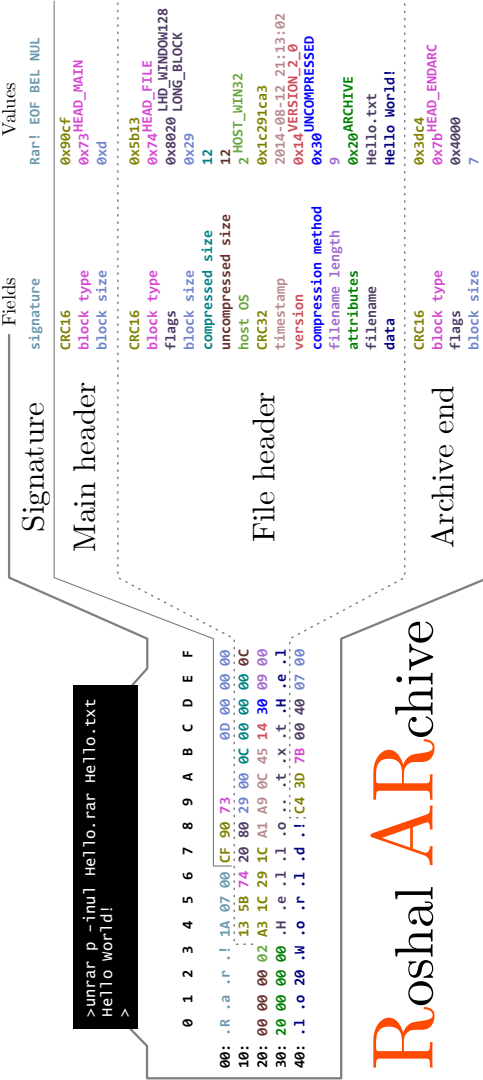 >unrar p -inul Hello.rar Hello.txt
Hello World!
>
0 1 2 3 4 5 6 7 8 9 A B C D E F
00: .R .a .r .! 1A 07 00 CF 90 73 0D 00 00 00
10: 13 5B 74 20 80 29 00 0C 00 00 00 0C
20: 00 00 00 02 A3 1C 29 1C A1 A9 0C 45 14 30 09 00
30: 20 00 00 00 .H .e .l .l .o .. .t .x .t .H .e .l
40: .l .o 20 .W .o .r .l .d .! C4 3D 7B 00 40 07 00
Roshal ARchive
Fields Values
Signature
signature Rar! EOF BEL NUL
Main header
CRC16 0x90cf
block type 0x73 HEAD_MAIN
block size 0xd
File header
CRC16 0x5b13
block type 0x74 HEAD_FILE
flags 0x8020 LHD_WINDOW128 LONG_BLOCK
block size 0x29
compressed size 12
uncompressed size 12
host OS 2 HOST_WIN32
CRC32 0x1c291ca3
timestamp 2014-08-12 21:13:02
version 0x14 VERSION_2_0
compression method 0x30 UNCOMPRESSED
filename length 9
attributes 0x20 ARCHIVE
filename Hello.txt
data Hello World!
Archive end
CRC16 0x3dc4
block type 0x7b HEAD_ENDARC
flags 0x4000
block size 7